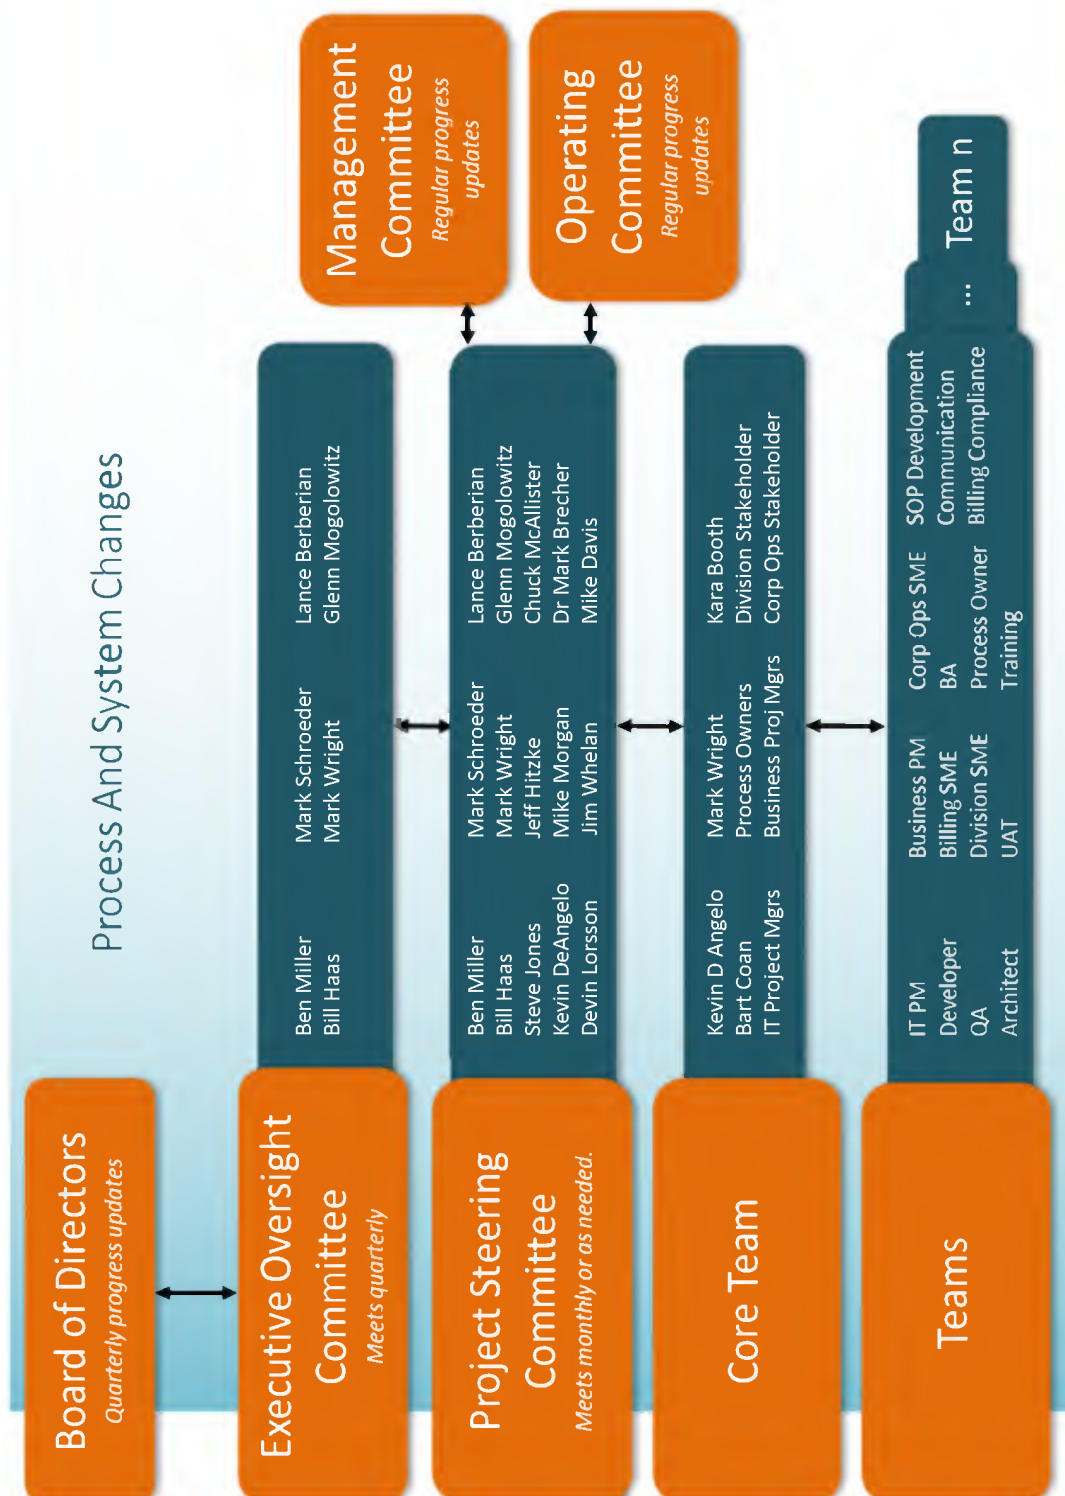 Process And System Changes
Board of Directors
Quarterly progress updates
Executive Oversight
Committee
Meets quarterly
Ben Miller
Bill Haas
Mark Schroeder
Mark Wright
Lance Berberian
Glenn Mogolowitz
Project Steering
Committee
Meets monthly or as needed.
Ben Miller
Bill Haas
Steve Jones
Kevin DeAngelo
Devin Lorsson
Mark Schroeder
Mark Wright
Jeff Hitzke
Mike Morgan
Jim Whelan
Lance Berberian
Glenn Mogolowitz
Chuck McAllister
Dr Mark Brecher
Mike Davis
Management
Committee
Regular progress
updates
Operating
Committee
Regular progress
updates
Core Team
Kevin D Angelo
Bart Coan
IT Project Mgrs
Mark Wright
Process Owners
Business Proj Mgrs
Kara Booth
Division Stakeholder
Corp Ops Stakeholder
Teams
IT PM
Developer
QA
Architect
Business PM
Billing SME
Division SME
UAT
Corp Ops SME
BA
Process Owner
Training
SOP Development
Communication
Billing Compliance
...
Team n